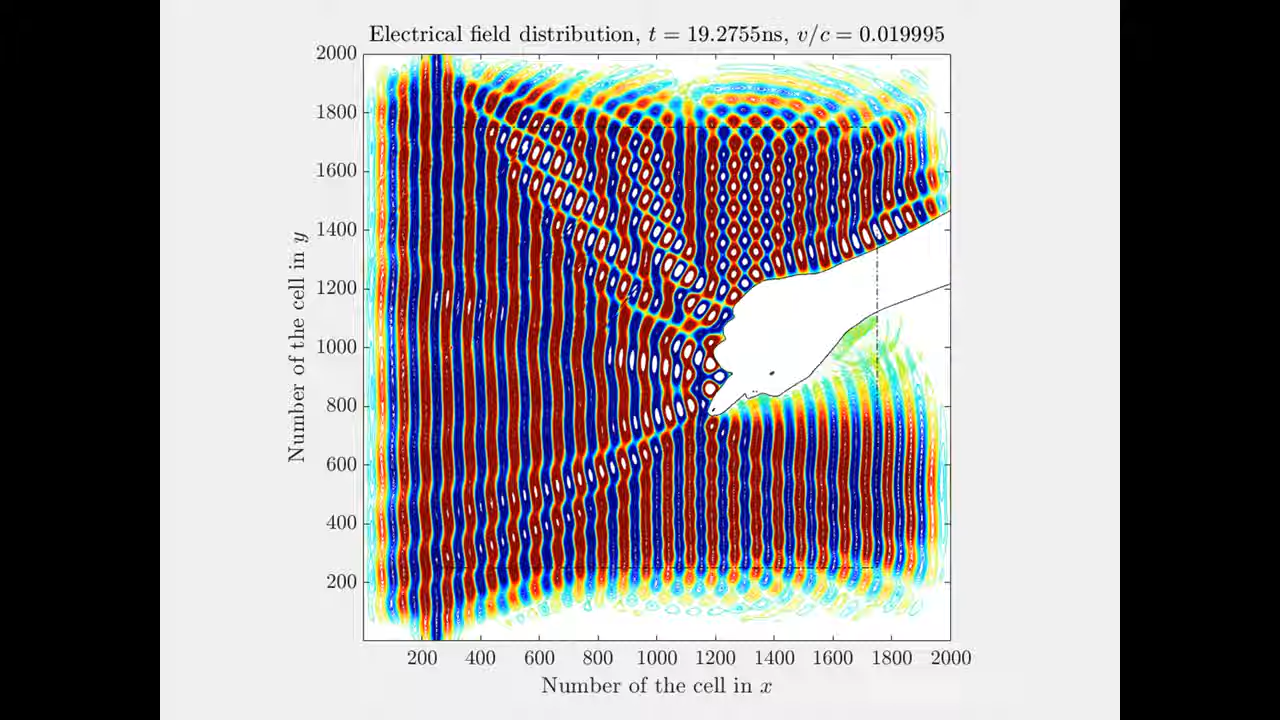 Electrical field distribution, t = 19.2755ns, v/c = 0.019995
2000
1800
1600
1400
1200
1000
800
600
400
200
Number of the cell in y
200 400 600 800 1000 1200 1400 1600 1800 2000
Number of the cell in x